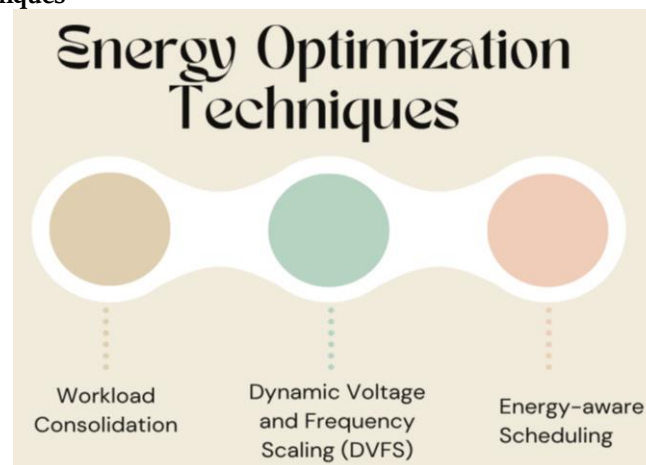 Energy Optimization
Techniques
Workload
Consolidation
Dynamic Voltage
and Frequency
Scaling (DVFS)
Energy-aware
Scheduling